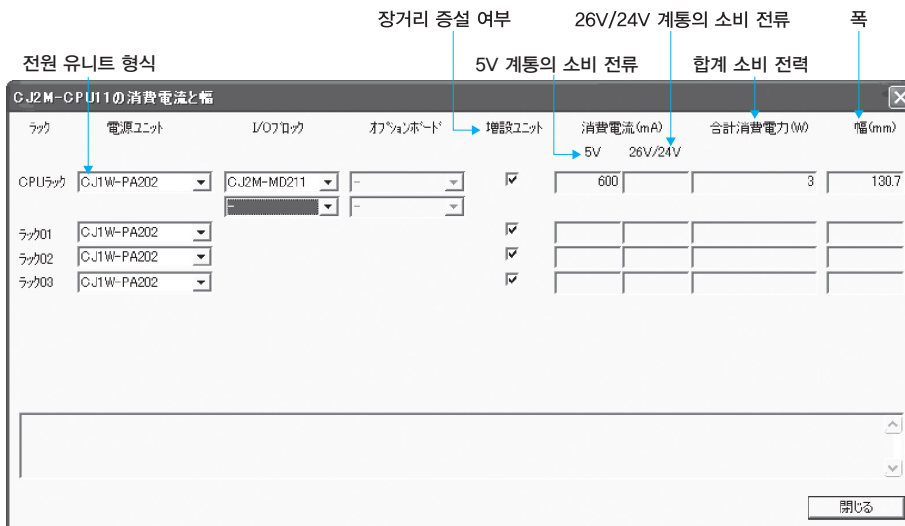 장거리 증설 여부 26V/24V 계통의 소비 전류 폭
전원 유니트 형식 5V 계통의 소비 전류 합계 소비 전력
CJ2M-CPU11の消費電流と幅
ラック 電源ユニット I/Oブロック オプションボード 増設ユニット 消費電流(mA) 合計消費電力(W) 幅(mm)
5V 26V/24V
CPUラック CJ1W-PA202 CJ2M-MD211 - 600 3 130.7
- -
ラック01 CJ1W-PA202
ラック02 CJ1W-PA202
ラック03 CJ1W-PA202
閉じる